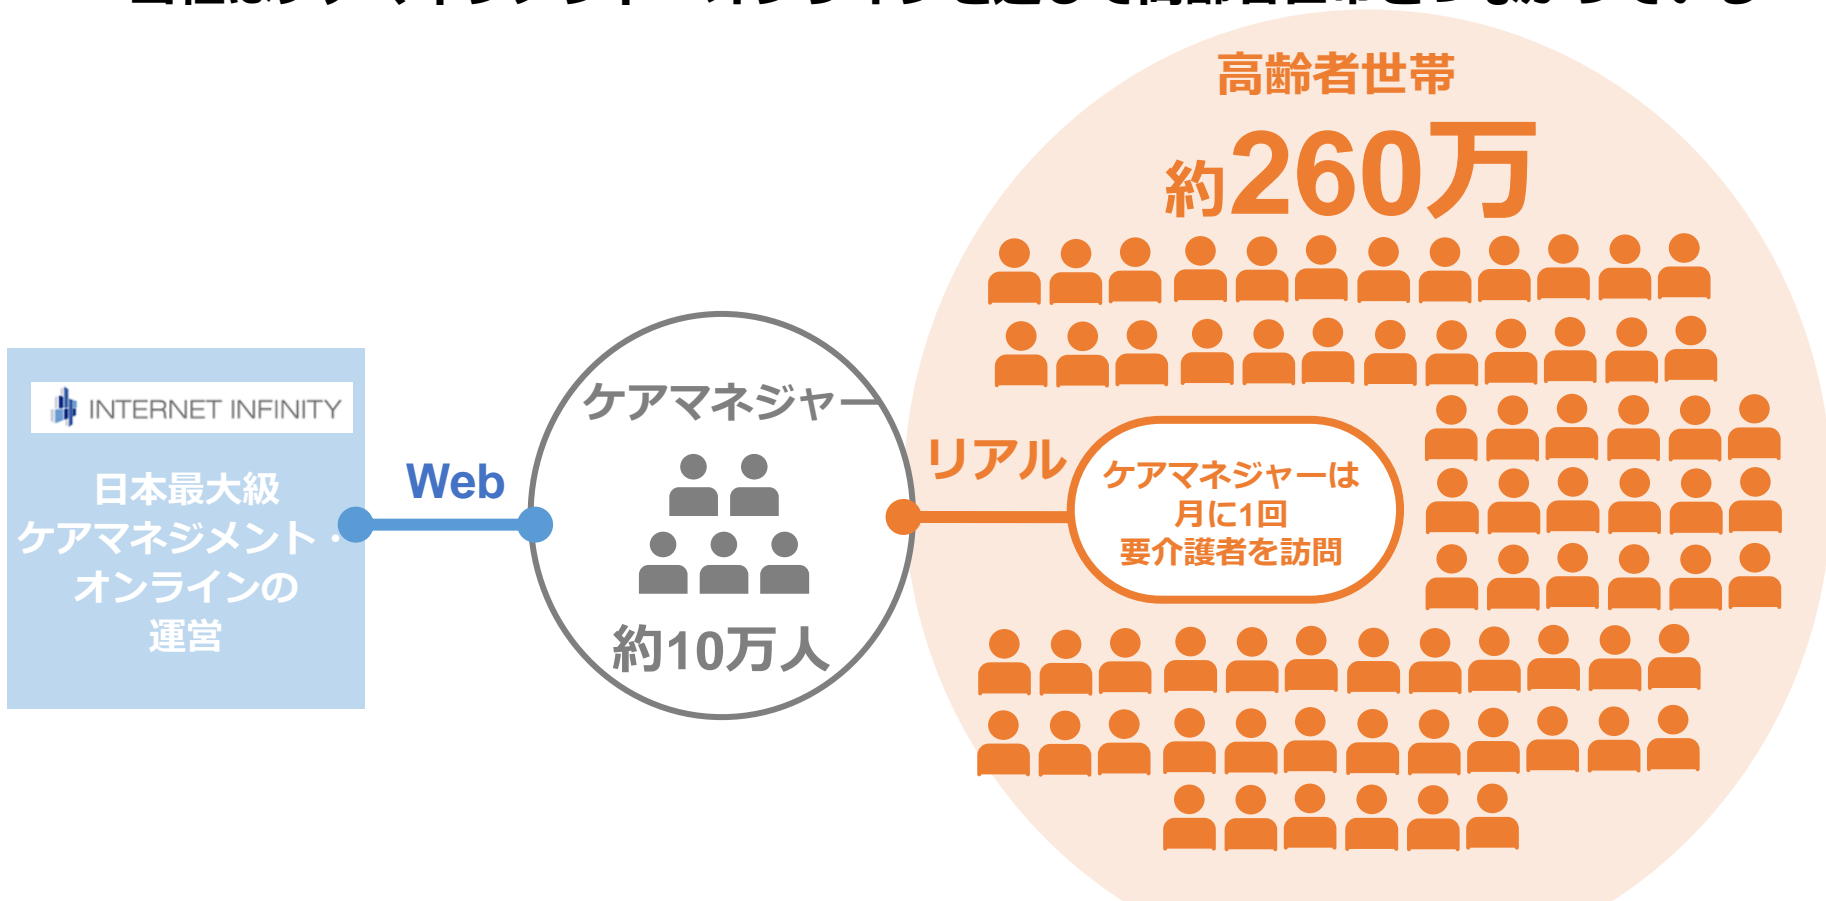 高齢者世帯
約260万
INTERNET INFINITY
日本最大級
ケアマネジメント・
オンラインの
運営
Web
ケアマネジャー
約10万人
リアル
ケアマネジャーは
月に1回
要介護者を訪問